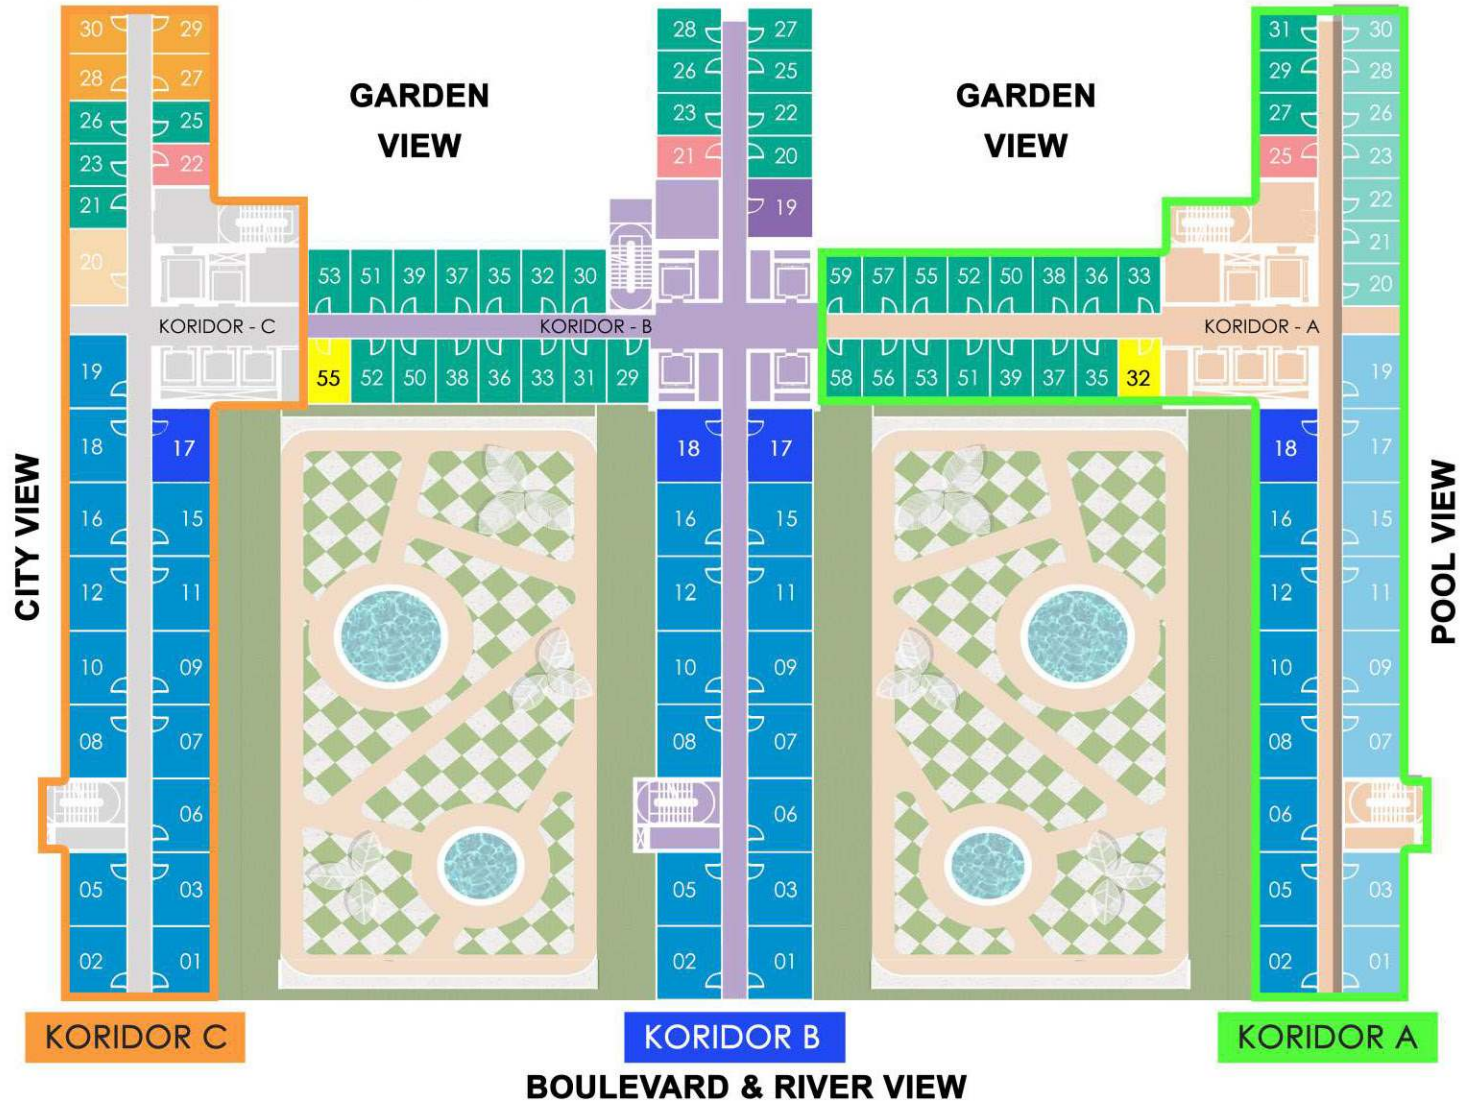 30 29
28 27
26 25
23 22
21
20
KORIDOR - C
19
18 17
16 15
12 11
10 09
08 07
06
05 03
02 01
GARDEN
VIEW
28 27
26 25
23 22
21 20
19
53 51 39 37 35 32 30
KORIDOR - B
55 52 50 38 36 33 31 29
18 17
16 15
12 11
10 09
08 07
06
05 03
02 01
GARDEN
VIEW
31 30
29 28
27 26
25 23
22
21
20
59 57 55 52 50 38 36 33
KORIDOR - A
58 56 53 51 39 37 35 32
19
18 17
16 15
12 11
10 09
08 07
06
05 03
02 01
CITY VIEW
POOL VIEW
KORIDOR C
KORIDOR B
KORIDOR A
BOULEVARD & RIVER VIEW